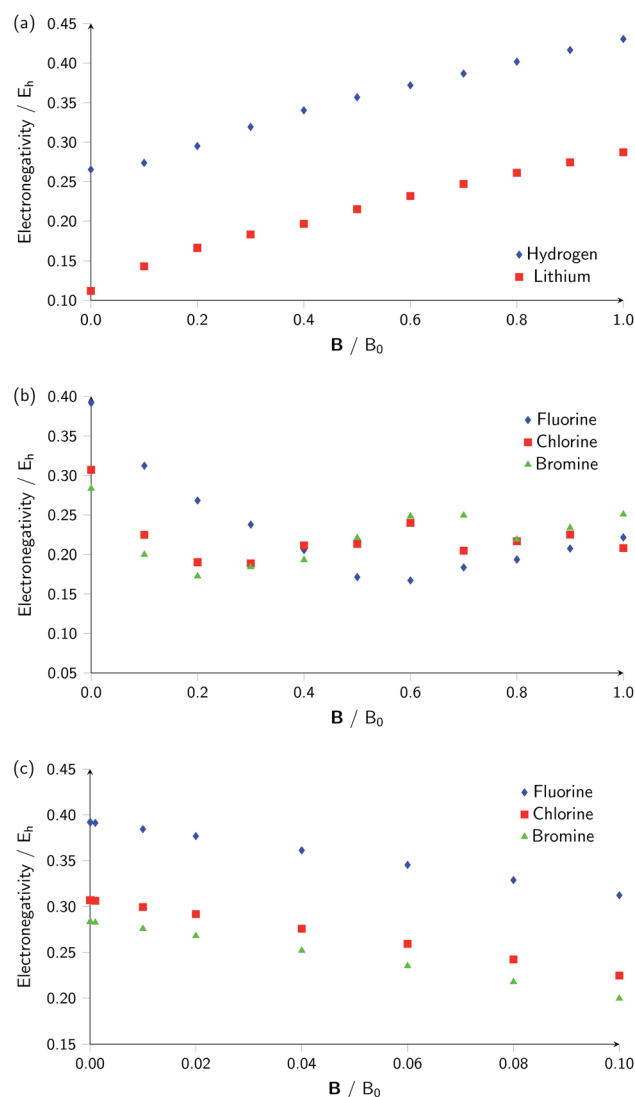 (a)
Electronegativity / Eₕ
0.45
0.40
0.35
0.30
0.25
0.20
0.15
0.10
Hydrogen
Lithium
0.0 0.2 0.4 0.6 0.8 1.0
B / B₀
(b)
Electronegativity / Eₕ
0.40
0.35
0.30
0.25
0.20
0.15
0.05
Fluorine
Chlorine
Bromine
0.0 0.2 0.4 0.6 0.8 1.0
B / B₀
(c)
Electronegativity / Eₕ
0.45
0.40
0.35
0.30
0.25
0.20
0.15
Fluorine
Chlorine
Bromine
0.00 0.02 0.04 0.06 0.08 0.10
B / B₀